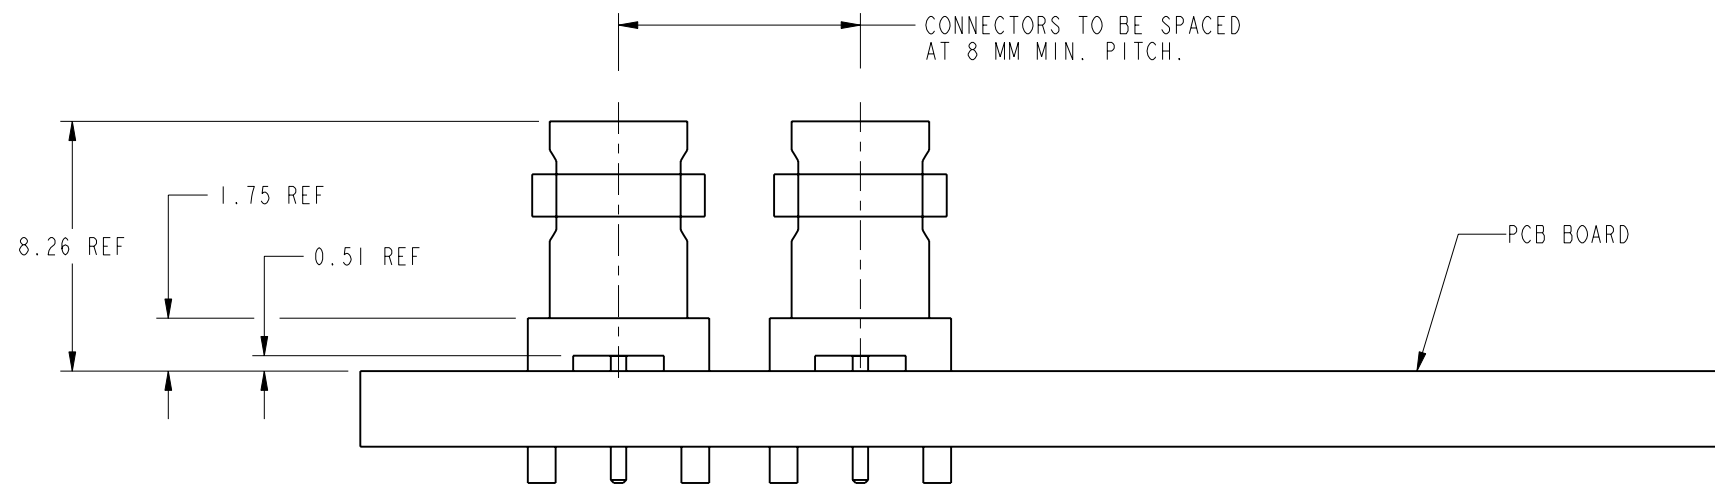 CONNECTORS TO BE SPACED
AT 8 MM MIN. PITCH.
1.75 REF
8.26 REF
0.51 REF
PCB BOARD